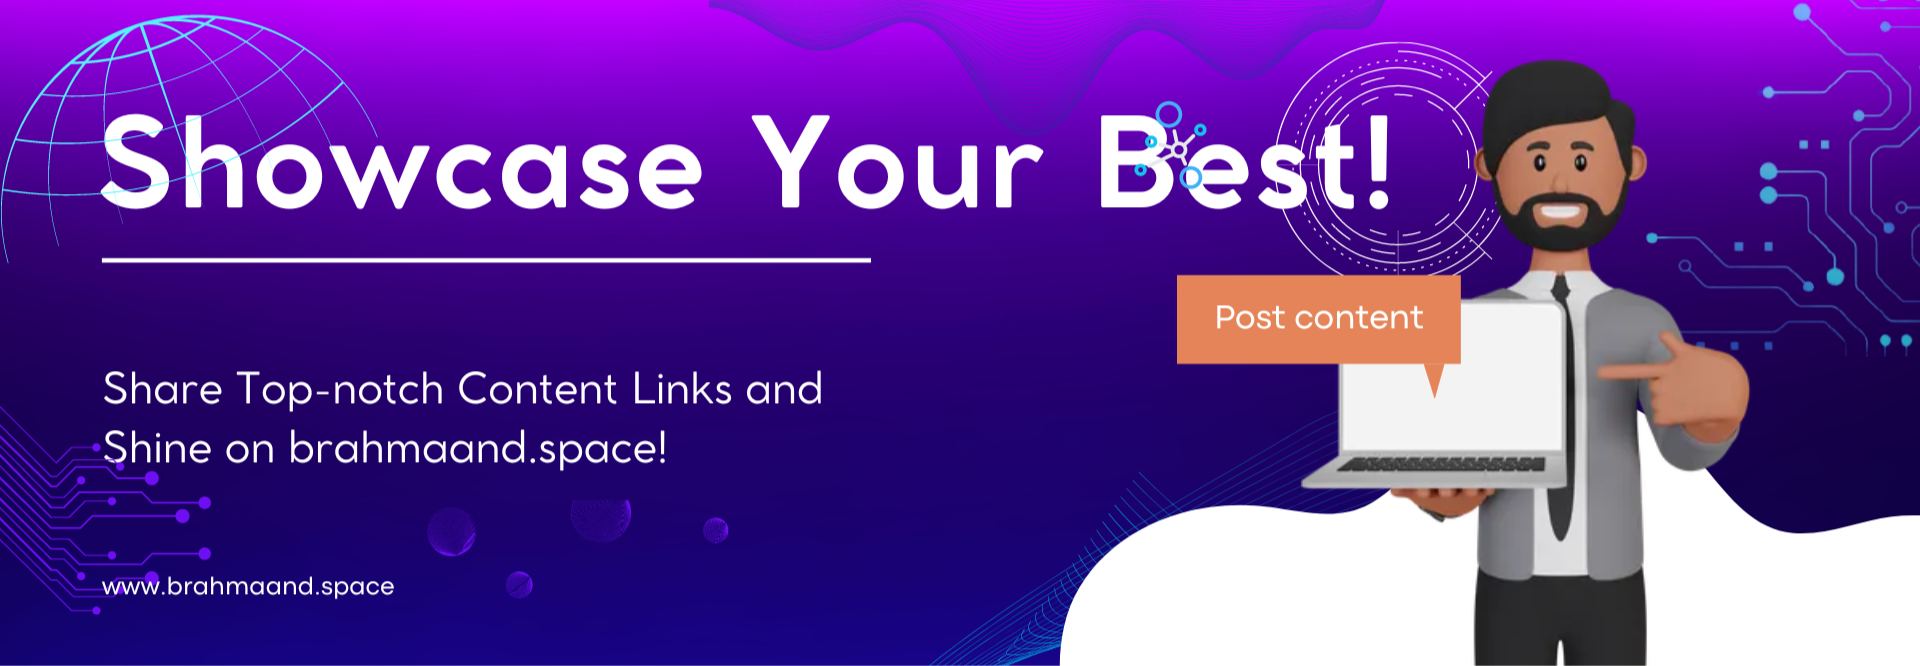 Showcase Your Best!
Post content
Share Top-notch Content Links and
Shine on brahmaand.space!
www.brahmaand.space